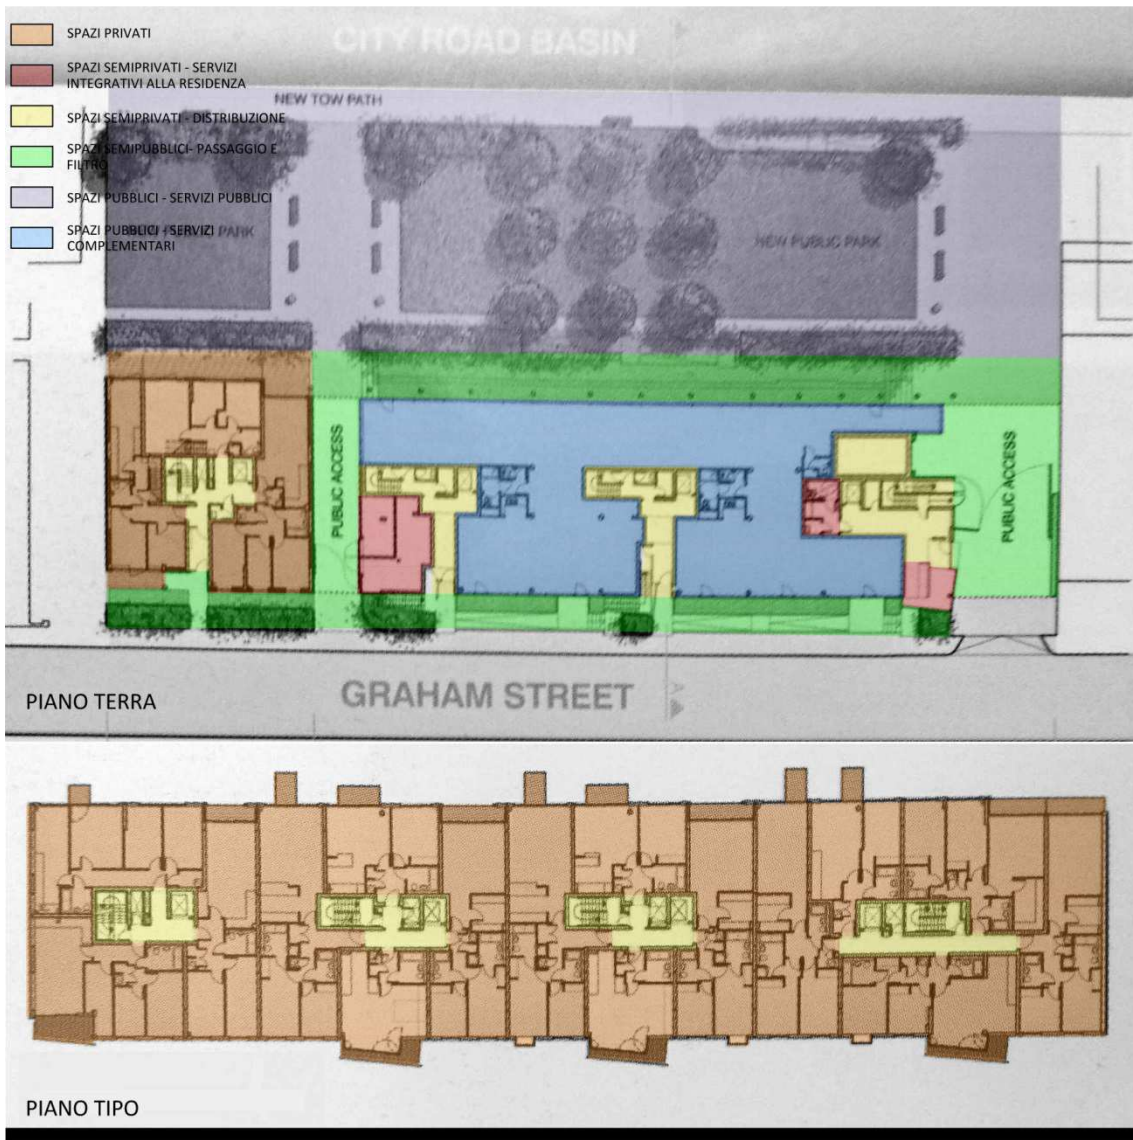 CITY ROAD BASIN
SPAZI PRIVATI
SPAZI SEMIPRIVATI - SERVIZI
INTEGRATIVI ALLA RESIDENZA
NEW TOW PATH
SPAZI SEMIPRIVATI - DISTRIBUZIONE
SPAZI SEMIPUBBLICI- PASSAGGIO E
FILTRO
SPAZI PUBBLICI - SERVIZI PUBBLICI
SPAZI PUBBLICI - SERVIZI
COMPLEMENTARI
NEW PUBLIC PARK
NEW PUBLIC PARK
PUBLIC ACCESS
PUBLIC ACCESS
PIANO TERRA
GRAHAM STREET
PIANO TIPO